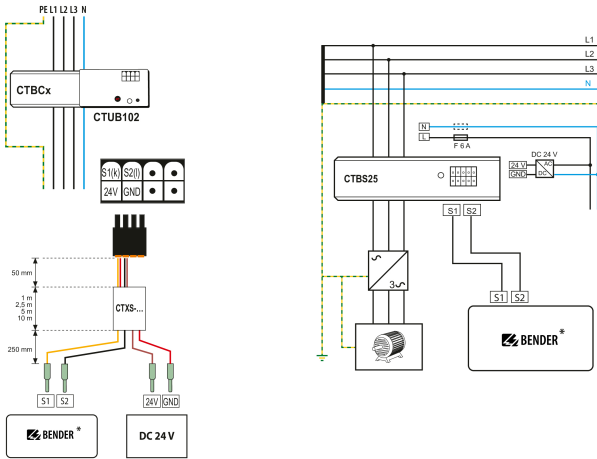 PE L1 L2 L3 N
CTBCx
CTUB102
S1(k) S2(l)
24V GND
50 mm
1 m
2,5 m
5 m
10 m
CTXS-...
250 mm
S1 S2
24V GND
BENDER *
DC 24 V
L1
L2
L3
N
N
L
F 6 A
DC 24 V
24 V
GND
AC
DC
CTBS25
S1 S2
3
S1 S2
BENDER *